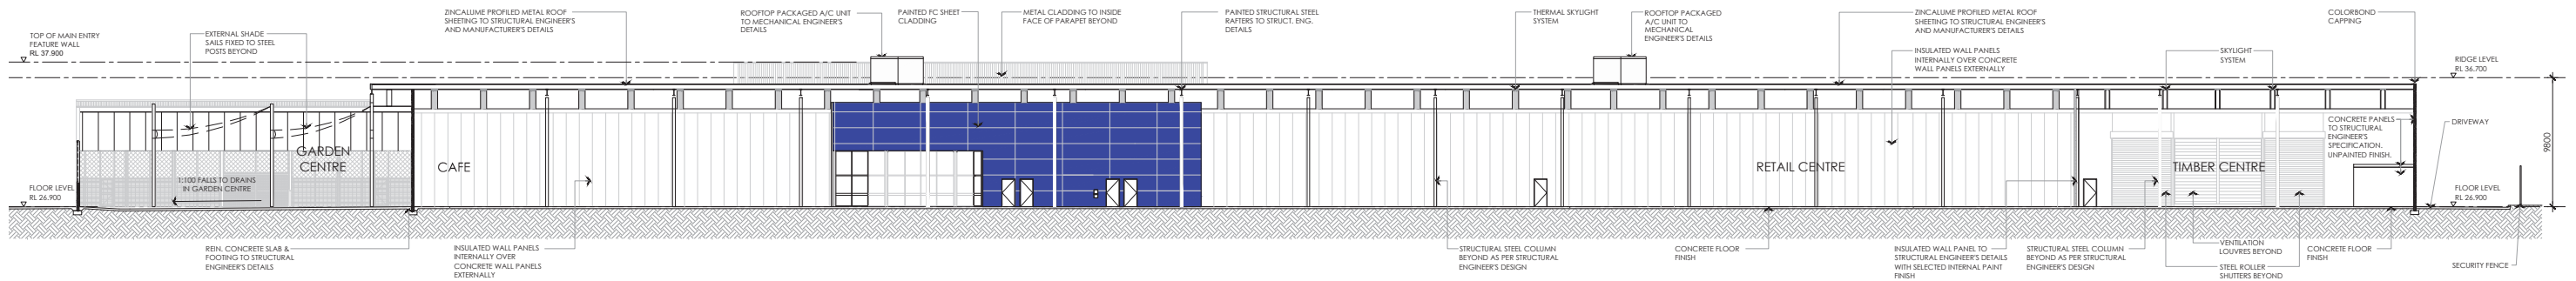 TOP OF MAIN ENTRY
FEATURE WALL
RL 37.900
EXTERNAL SHADE
SAILS FIXED TO STEEL
POSTS BEYOND
ZINCALUME PROFILED METAL ROOF
SHEETING TO STRUCTURAL ENGINEER'S
AND MANUFACTURER'S DETAILS
ROOFTOP PACKAGED A/C UNIT
TO MECHANICAL ENGINEER'S
DETAILS
PAINTED FC SHEET
CLADDING
METAL CLADDING TO INSIDE
FACE OF PARAPET BEYOND
PAINTED STRUCTURAL STEEL
RAFTERS TO STRUCT. ENG.
DETAILS
THERMAL SKYLIGHT
SYSTEM
ROOFTOP PACKAGED
A/C UNIT TO
MECHANICAL
ENGINEER'S DETAILS
ZINCALUME PROFILED METAL ROOF
SHEETING TO STRUCTURAL ENGINEER'S
AND MANUFACTURER'S DETAILS
INSULATED WALL PANELS
INTERNALLY OVER CONCRETE
WALL PANELS EXTERNALLY
SKYLIGHT
SYSTEM
COLORBOND
CAPPING
RIDGE LEVEL
RL 36.700
CONCRETE PANELS
TO STRUCTURAL
ENGINEER'S
SPECIFICATION.
UNPAINTED FINISH.
DRIVEWAY
9800
GARDEN
CENTRE
CAFE
RETAIL CENTRE
TIMBER CENTRE
1:100 FALLS TO DRAINS
IN GARDEN CENTRE
FLOOR LEVEL
RL 26.900
FLOOR LEVEL
RL 26.900
REIN. CONCRETE SLAB &
FOOTING TO STRUCTURAL
ENGINEER'S DETAILS
INSULATED WALL PANELS
INTERNALLY OVER
CONCRETE WALL PANELS
EXTERNALLY
STRUCTURAL STEEL COLUMN
BEYOND AS PER STRUCTURAL
ENGINEER'S DESIGN
CONCRETE FLOOR
FINISH
INSULATED WALL PANEL TO
STRUCTURAL ENGINEER'S DETAILS
WITH SELECTED INTERNAL PAINT
FINISH
STRUCTURAL STEEL COLUMN
BEYOND AS PER STRUCTURAL
ENGINEER'S DESIGN
VENTILATION
LOUVRES BEYOND
STEEL ROLLER
SHUTTERS BEYOND
CONCRETE FLOOR
FINISH
SECURITY FENCE